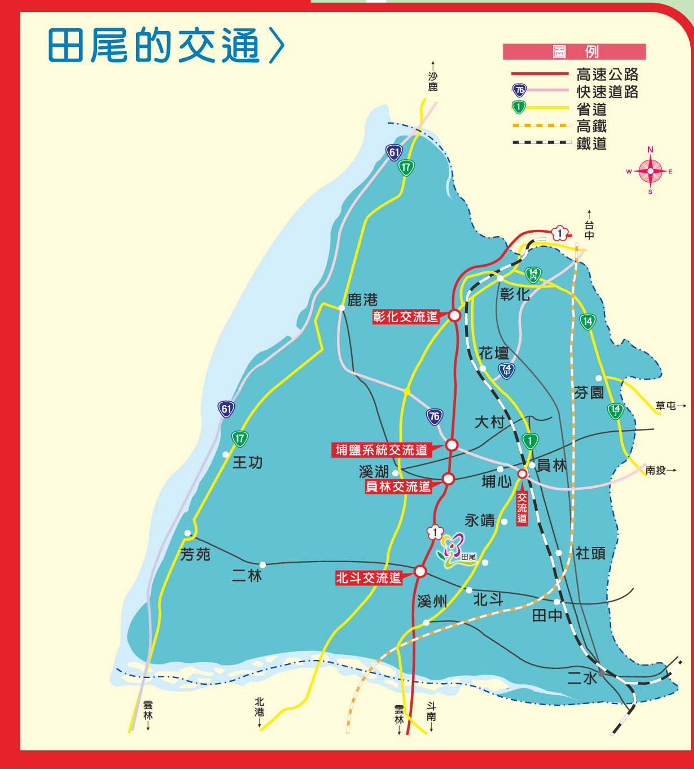 田尾的交通〉
圖 例
高速公路
76
快速道路
1
省道
高鐵
鐵道
N
W
E
S
沙鹿
61
17
台中
1
14丙
彰化
鹿港
彰化交流道
14
花壇
74甲
芬園
草屯
14
61
76
大村
17
1
埔鹽系統交流道
王功
溪湖
員林
南投
員林交流道
埔心
交流道
永靖
1
芳苑
田尾
社頭
二林
北斗交流道
溪州
北斗
田中
二水
雲林
北港
雲林
斗南